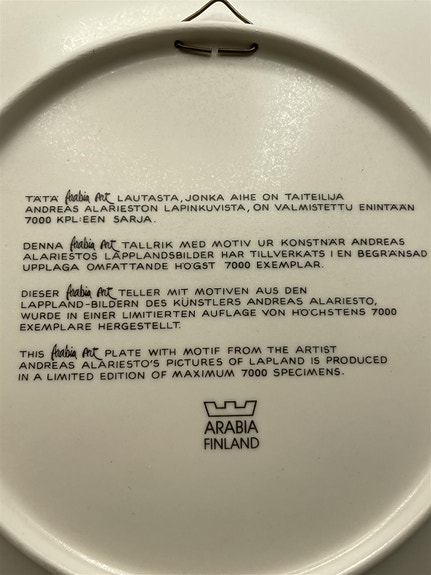 TÄTÄ Arabia Art LAUTASTA, JONKA AIHE ON TAITEILIJA
ANDREAS ALARIESTON LAPINKUVISTA, ON VALMISTETTU ENINTÄÄN
7000 KPL:EEN SARJA.
DENNA Arabia Art TALLRIK MED MOTIV UR KONSTNÄR ANDREAS
ALARIESTOS LAPPLANDSBILDER HAR TILLVERKATS I EN BEGRÄNSAD
UPPLAGA OMFATTANDE HÖGST 7000 EXEMPLAR.
DIESER Arabia Art TELLER MIT MOTIVEN AUS DEN
LAPPLAND-BILDERN DES KÜNSTLERS ANDREAS ALARIESTO,
WURDE IN EINER LIMITIERTEN AUFLAGE VON HÖCHSTENS 7000
EXEMPLARE HERGESTELLT.
THIS Arabia Art PLATE WITH MOTIF FROM THE ARTIST
ANDREAS ALARIESTO'S PICTURES OF LAPLAND IS PRODUCED
IN A LIMITED EDITION OF MAXIMUM 7000 SPECIMENS.
ARABIA
FINLAND